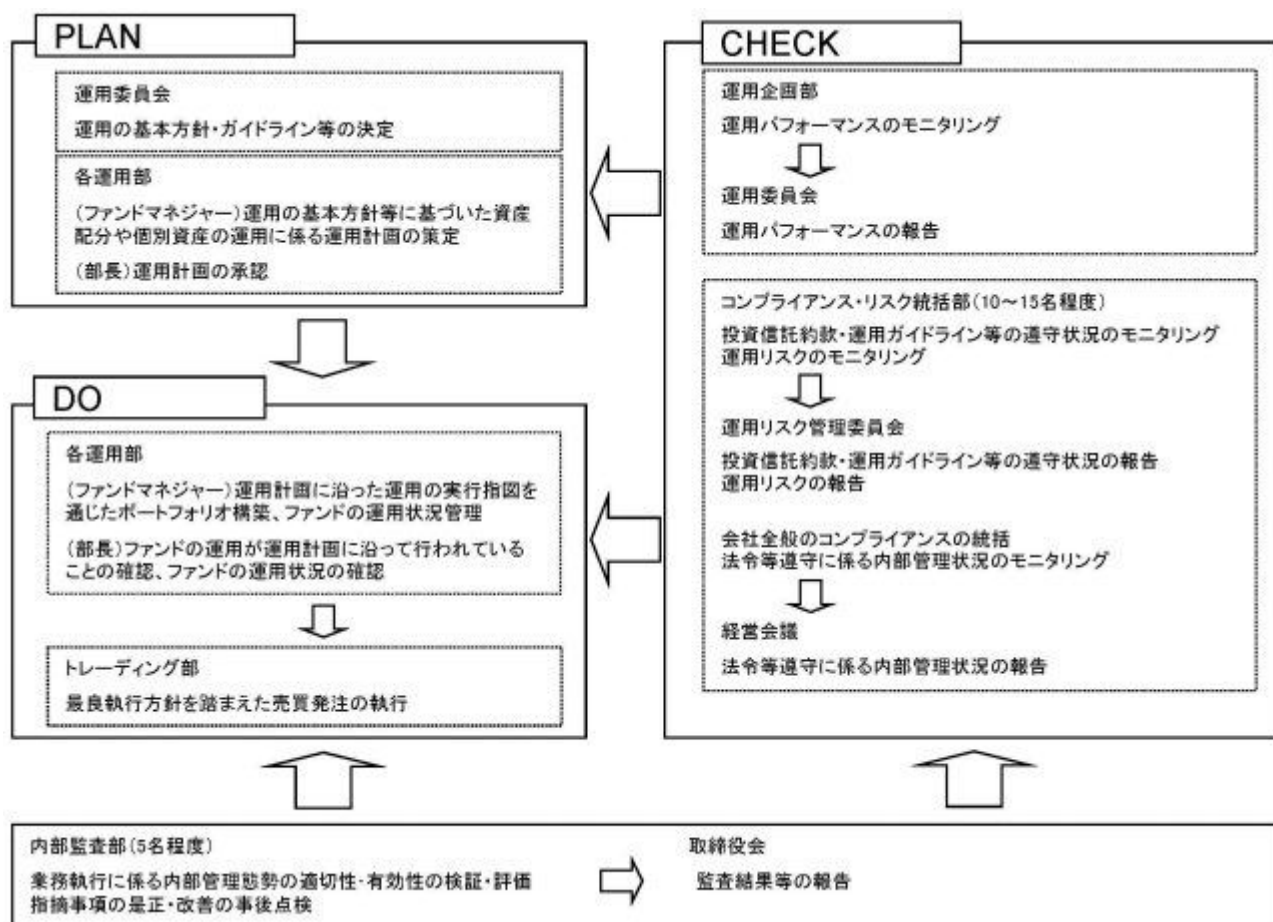 PLAN
運用委員会
運用の基本方針・ガイドライン等の決定
各運用部
(ファンドマネジャー)運用の基本方針等に基づいた資産
配分や個別資産の運用に係る運用計画の策定
(部長)運用計画の承認
DO
各運用部
(ファンドマネジャー)運用計画に沿った運用の実行指図を
通じたポートフォリオ構築、ファンドの運用状況管理
(部長)ファンドの運用が運用計画に沿って行われている
ことの確認、ファンドの運用状況の確認
トレーディング部
最良執行方針を踏まえた売買発注の執行
CHECK
運用企画部
運用パフォーマンスのモニタリング
運用委員会
運用パフォーマンスの報告
コンプライアンス・リスク統括部(10~15名程度)
投資信託約款・運用ガイドライン等の遵守状況のモニタリング
運用リスクのモニタリング
運用リスク管理委員会
投資信託約款・運用ガイドライン等の遵守状況の報告
運用リスクの報告
会社全般のコンプライアンスの統括
法令等遵守に係る内部管理状況のモニタリング
経営会議
法令等遵守に係る内部管理状況の報告
内部監査部(5名程度)
業務執行に係る内部管理態勢の適切性・有効性の検証・評価
指摘事項の是正・改善の事後点検
取締役会
監査結果等の報告